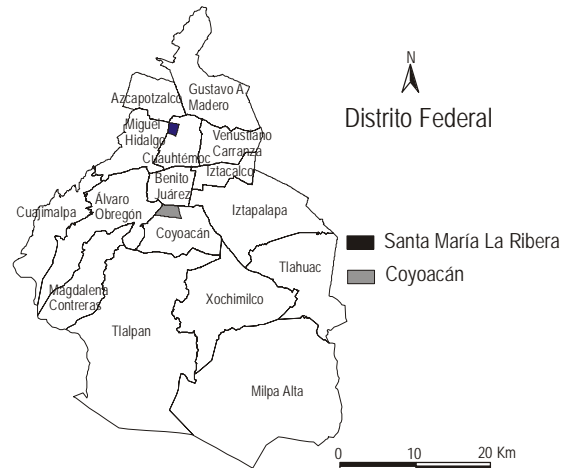 N
Distrito Federal
Gustavo A.
Madero
Azcapotzalco
Miguel
Hidalgo
Venustiano
Carranza
Cuauhtémoc
Iztacalco
Benito
Juárez
Álvaro
Obregón
Cuajimalpa
Iztapalapa
Coyoacán
Santa María La Ribera
Coyoacán
Tlahuac
Magdalena
Contreras
Xochimilco
Tlalpan
Milpa Alta
0 10 20 Km